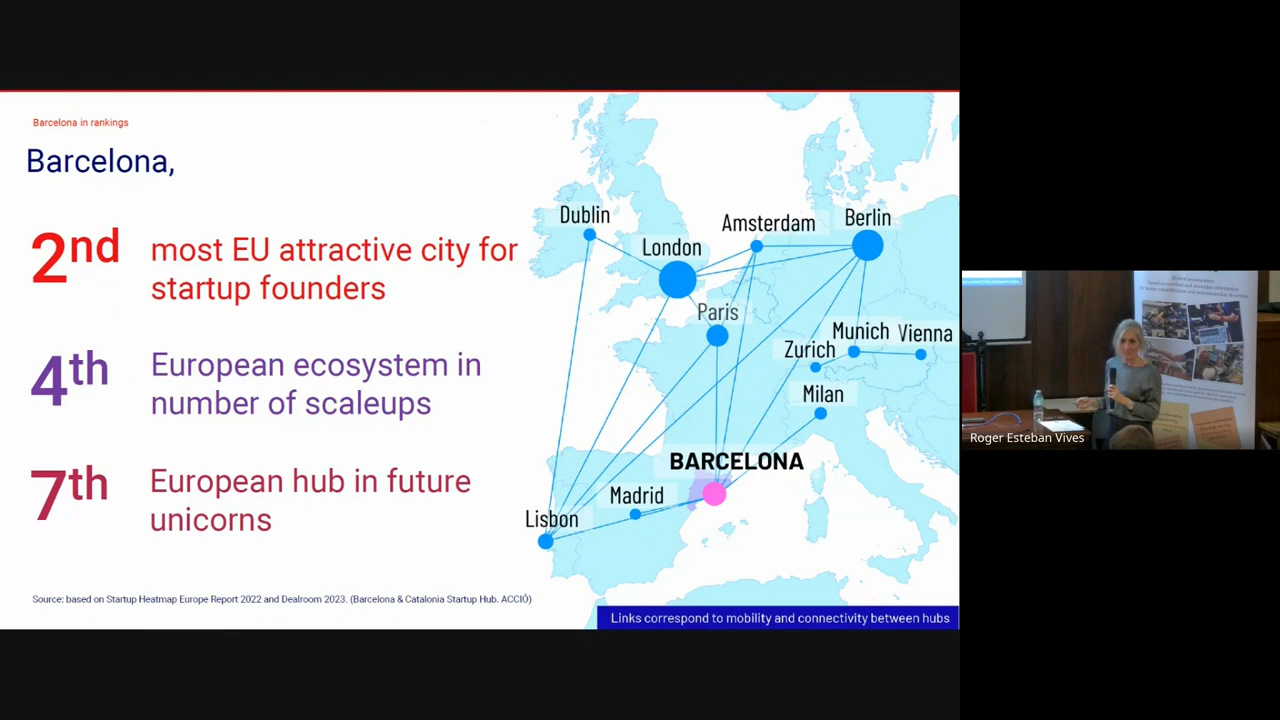 Barcelona in rankings
Barcelona,
2nd
most EU attractive city for
startup founders
4th
European ecosystem in
number of scaleups
7th
European hub in future
unicorns
Source: based on Startup Heatmap Europe Report 2022 and Dealroom 2023. (Barcelona & Catalonia Startup Hub. ACCIÓ)
Dublin
London
Amsterdam
Berlin
Paris
Zurich
Munich
Vienna
Milan
BARCELONA
Madrid
Lisbon
Links correspond to mobility and connectivity between hubs
Roger Esteban Vives